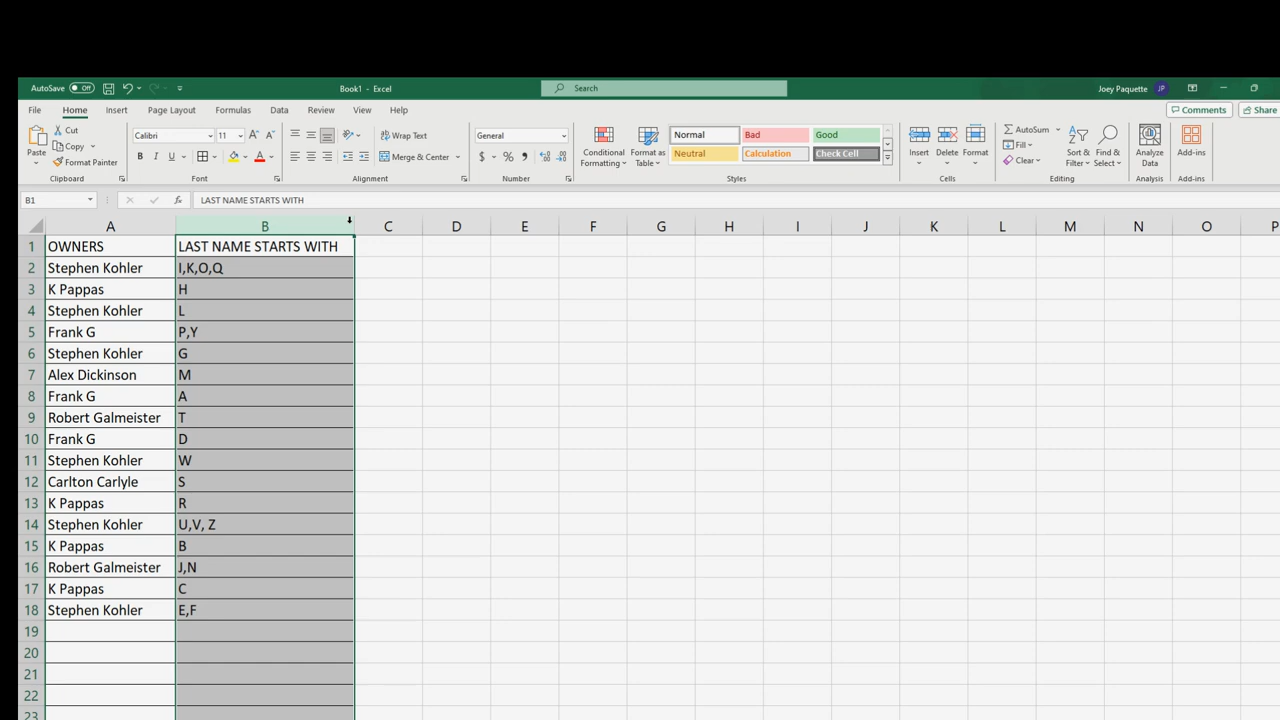 AutoSave Off Book1 - Excel Search Joey Paquette JP
File Home Insert Page Layout Formulas Data Review View Help Comments Share
Cut Calibri 11 A A Wrap Text General Normal Bad Good AutoSum
Paste Copy Conditional Formatting Format as Table Insert Delete Format Fill Sort & Filter Find & Select Analyze Data Add-ins
Format Painter B I U A Merge & Center $ % , Neutral Calculation Check Cell Clear
Clipboard Font Alignment Number Styles Cells Editing Analysis Add-ins
B1 fx LAST NAME STARTS WITH
A B C D E F G H I J K L M N O P
1 OWNERS LAST NAME STARTS WITH
2 Stephen Kohler I,K,O,Q
3 K Pappas H
4 Stephen Kohler L
5 Frank G P,Y
6 Stephen Kohler G
7 Alex Dickinson M
8 Frank G A
9 Robert Galmeister T
10 Frank G D
11 Stephen Kohler W
12 Carlton Carlyle S
13 K Pappas R
14 Stephen Kohler U,V, Z
15 K Pappas B
16 Robert Galmeister J,N
17 K Pappas C
18 Stephen Kohler E,F
19
20
21
22
23